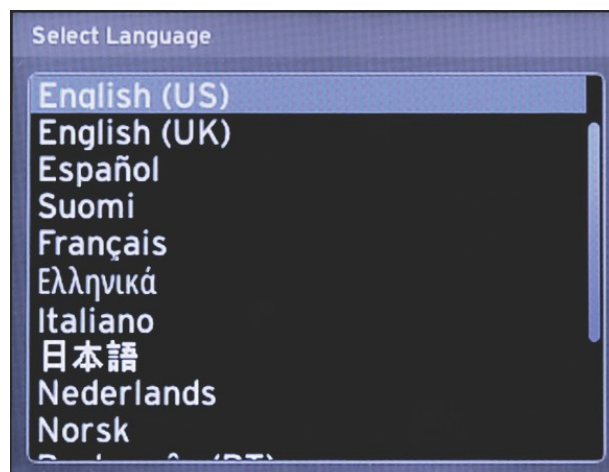 Select Language
English (US)
English (UK)
Español
Suomi
Français
Ελληνικά
Italiano
日本語
Nederlands
Norsk